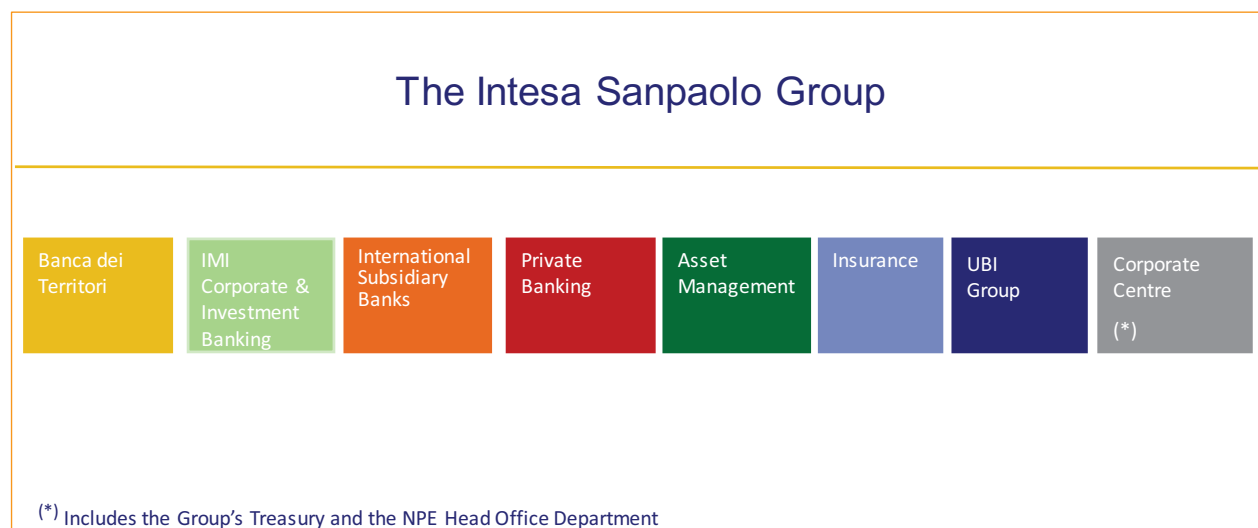 The Intesa Sanpaolo Group
Banca dei
Territori
IMI
Corporate &
Investment
Banking
International
Subsidiary
Banks
Private
Banking
Asset
Management
Insurance
UBI
Group
Corporate
Centre
(*)
(*) Includes the Group’s Treasury and the NPE Head Office Department